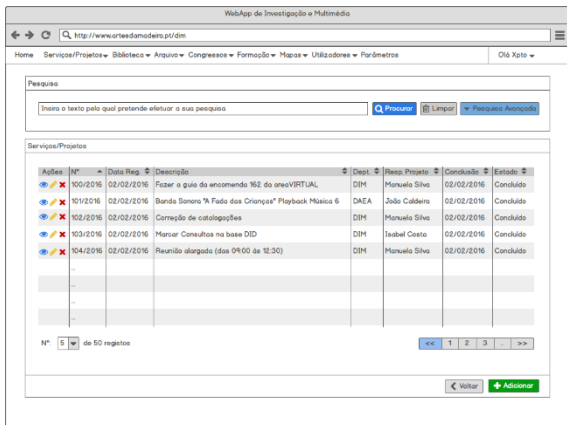 WebApp de Investigação e Multimédia
http://www.artesdamadeira.pt/dim
Home Serviços/Projetos Biblioteca Arquivo Congressos Formação Mapas Utilizadores Parâmetros Olá Xpto
Pesquisa
Insira o texto pelo qual pretende efetuar a sua pesquisa Procurar Limpar Pesquisa Avançada
Serviços/Projetos
Ações Nº Data Reg. Descrição Dept. Resp. Projeto Conclusão Estado
100/2016 02/02/2016 Fazer a guia da encomenda 162 da areaVIRTUAL DIM Manuela Silva 02/02/2016 Concluído
101/2016 02/02/2016 Banda Sonora "A Fada das Crianças" Playback Música 6 DAEA João Caldeira 02/02/2016 Concluído
102/2016 02/02/2016 Correção de catalogações DIM Manuela Silva 02/02/2016 Concluído
103/2016 02/02/2016 Marcar Consultas na base DID DIM Isabel Costa 02/02/2016 Concluído
104/2016 02/02/2016 Reunião alargada (das 09:00 às 12:30) DIM Manuela Silva 02/02/2016 Concluído
...
...
...
...
Nº: 5 de 50 registos << 1 2 3 . >>
Voltar Adicionar